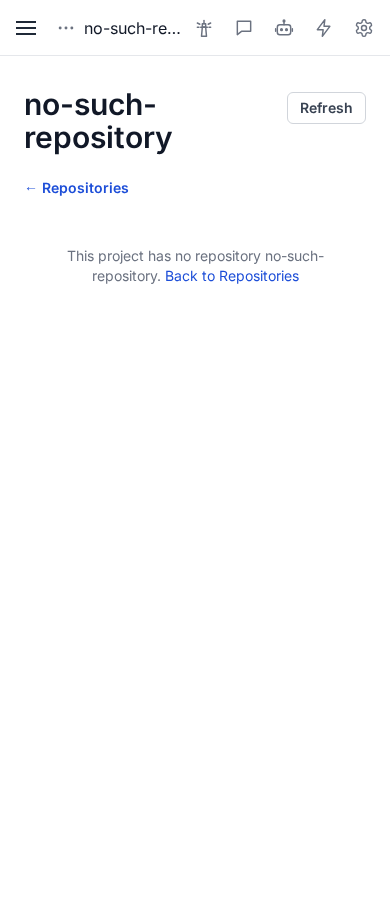 no-such-re...
no-such-
repository
Refresh
← Repositories
This project has no repository no-such-
repository. Back to Repositories